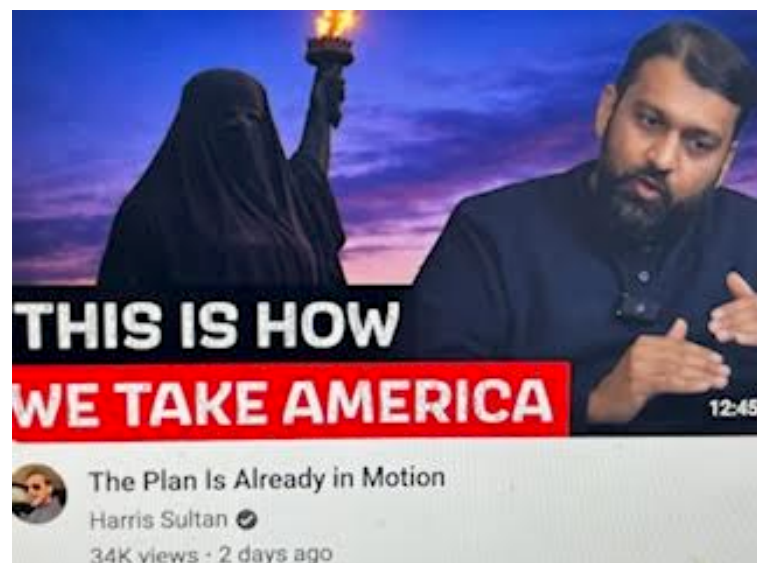 THIS IS HOW
WE TAKE AMERICA
12:45
The Plan Is Already in Motion
Harris Sultan
34K views · 2 days ago